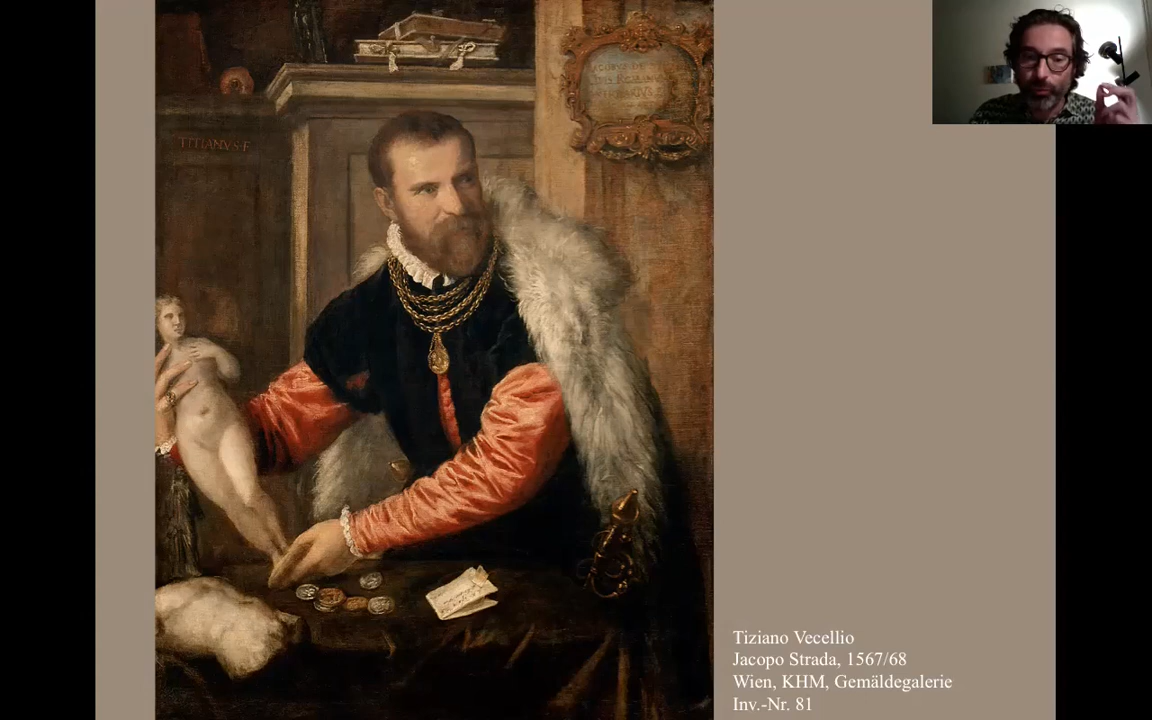 TITIANVS·F
Tiziano Vecellio
Jacopo Strada, 1567/68
Wien, KHM, Gemäldegalerie
Inv.-Nr. 81